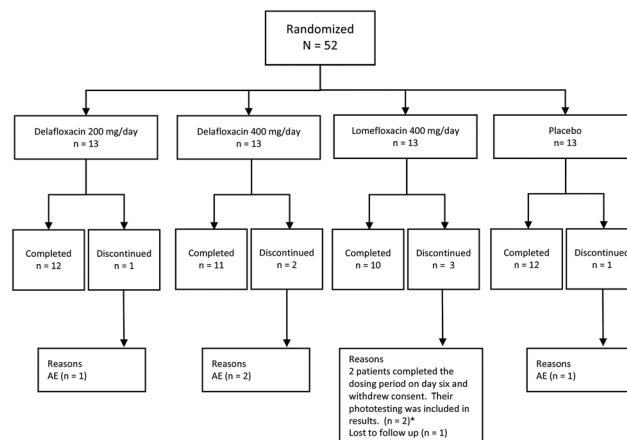 Randomized
N = 52
Delafloxacin 200 mg/day
n = 13
Delafloxacin 400 mg/day
n = 13
Lomefloxacin 400 mg/day
n = 13
Placebo
n= 13
Completed
n = 12
Discontinued
n = 1
Completed
n = 11
Discontinued
n = 2
Completed
n = 10
Discontinued
n =  3
Completed
n = 12
Discontinued
n = 1
Reasons
AE (n = 1)
Reasons
AE (n = 2)
Reasons
2 patients completed the
dosing period on day six and
withdrew consent.  Their
phototesting was included in
results.  (n = 2)*
Lost to follow up (n = 1)
Reasons
AE (n = 1)